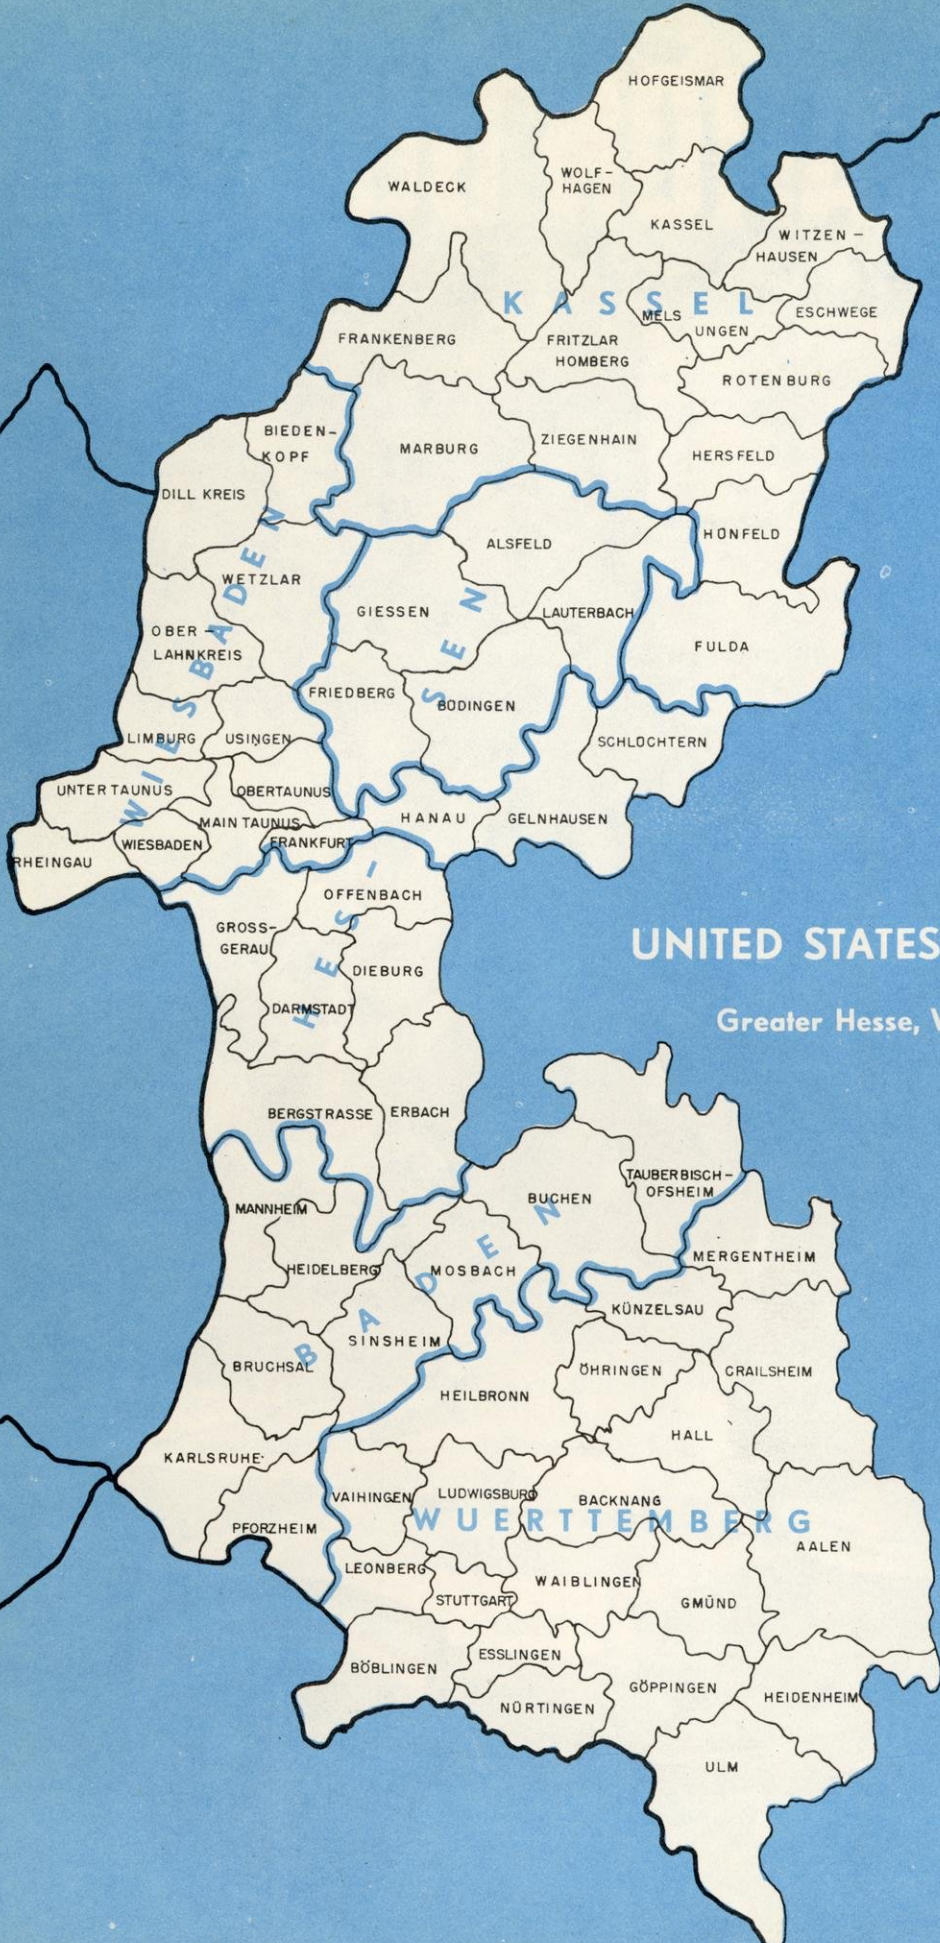 HOFGEISMAR
WALDECK
WOLF-
HAGEN
KASSEL
WITZEN-
HAUSEN
KASSEL
MELS
UNGEN
ESCHWEGE
FRANKENBERG
FRITZLAR
HOMBERG
ROTENBURG
BIEDEN-
KOPF
MARBURG
ZIEGENHAIN
HERSFELD
DILL KREIS
ALSFELD
HÜNFELD
WETZLAR
GIESSEN
LAUTERBACH
OBER-
LAHNKREIS
FULDA
WIESBADEN
FRIEDBERG
BÜDINGEN
LIMBURG
USINGEN
SCHLÜCHTERN
UNTER TAUNUS
OBERTAUNUS
MAIN TAUNUS
HANAU
GELNHAUSEN
RHEINGAU
WIESBADEN
FRANKFURT
OFFENBACH
HESSIEN
GROSS-
GERAU
DIEBURG
DARMSTADT
UNITED STATES
Greater Hesse,
BERGSTRASSE
ERBACH
TAUBERBISCH-
OFSHEIM
BUCHEN
MANNHEIM
HEIDELBERG
MOSBACH
MERGENTHEIM
BADEN
KÜNZELSAU
SINSHEIM
BRUCHSAL
ÖHRINGEN
CRAILSHEIM
HEILBRONN
HALL
KARLSRUHE
VAIHINGEN
LUDWIGSBURG
BACKNANG
WUERTTEMBERG
PFORZHEIM
AALEN
LEONBERG
STUTTGART
WAIBLINGEN
GMÜND
BÖBLINGEN
ESSLINGEN
NÜRTINGEN
GÖPPINGEN
HEIDENHEIM
ULM